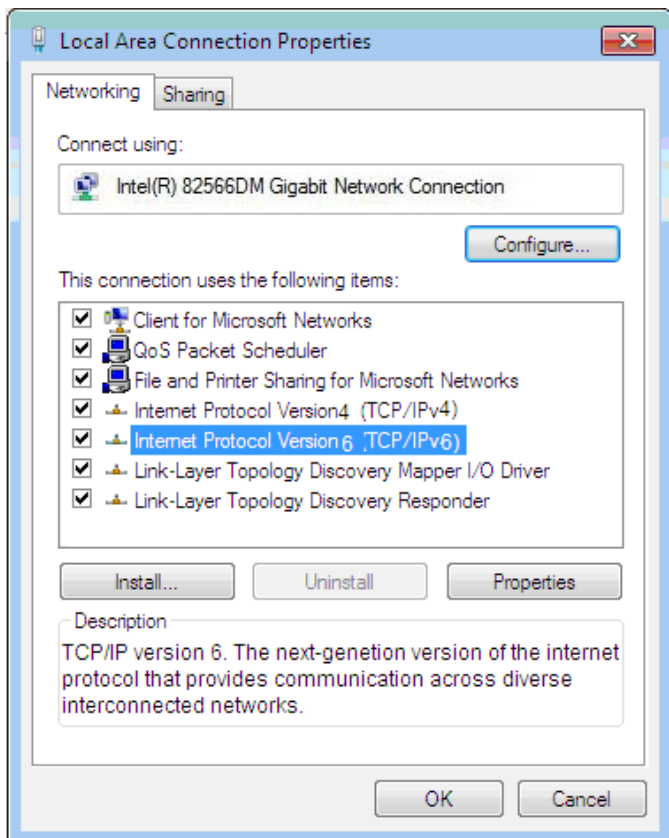 Local Area Connection Properties
Networking
Sharing
Connect using:
Intel(R) 82566DM Gigabit Network Connection
Configure...
This connection uses the following items:
Client for Microsoft Networks
QoS Packet Scheduler
File and Printer Sharing for Microsoft Networks
Internet Protocol Version4 (TCP/IPv4)
Internet Protocol Version 6 (TCP/IPv6)
Link-Layer Topology Discovery Mapper I/O Driver
Link-Layer Topology Discovery Responder
Install...
Uninstall
Properties
Description
TCP/IP version 6. The next-genetion version of the internet
protocol that provides communication across diverse
interconnected networks.
OK
Cancel